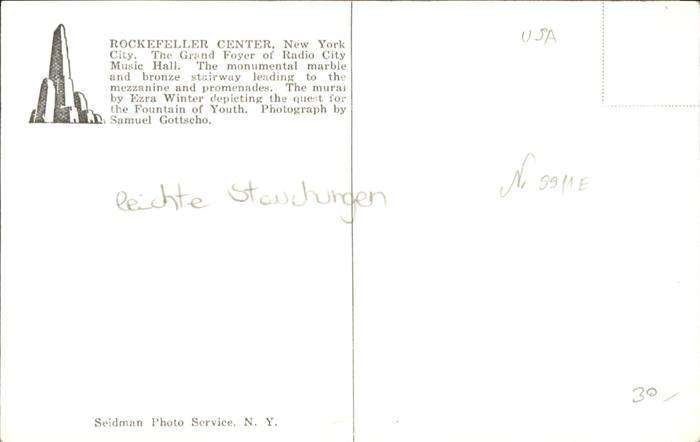 ROCKEFELLER CENTER, New York
City. The Grand Foyer of Radio City
Music Hall. The monumental marble
and bronze stairway leading to the
mezzanine and promenades. The mural
by Ezra Winter depicting the quest for
the Fountain of Youth. Photograph by
Samuel Gottscho.
USA
leichte Stauchungen
30,-
Seidman Photo Service, N. Y.